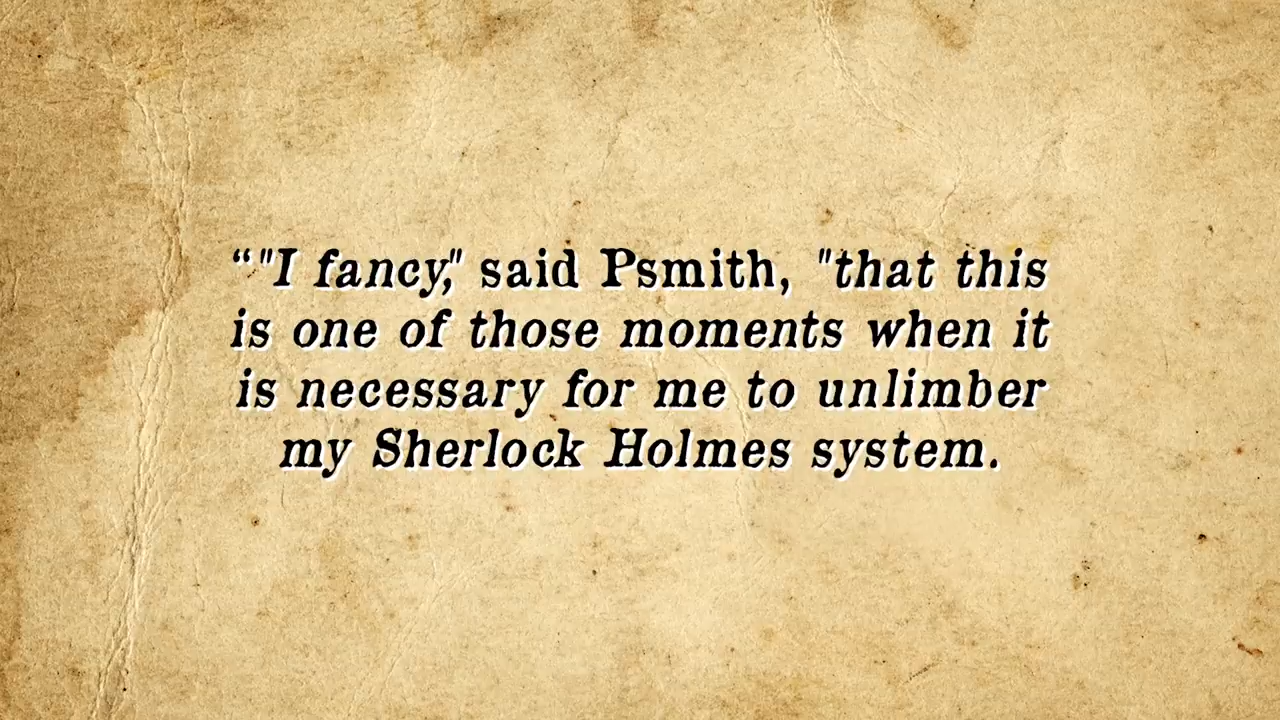 “"I fancy," said Psmith, "that this
is one of those moments when it
is necessary for me to unlimber
my Sherlock Holmes system.